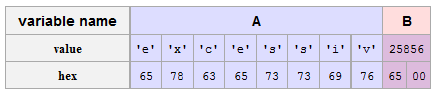 variable name A B
value 'e' 'x' 'c' 'e' 's' 's' 'i' 'v' 25856
hex 65 78 63 65 73 73 69 76 65 00